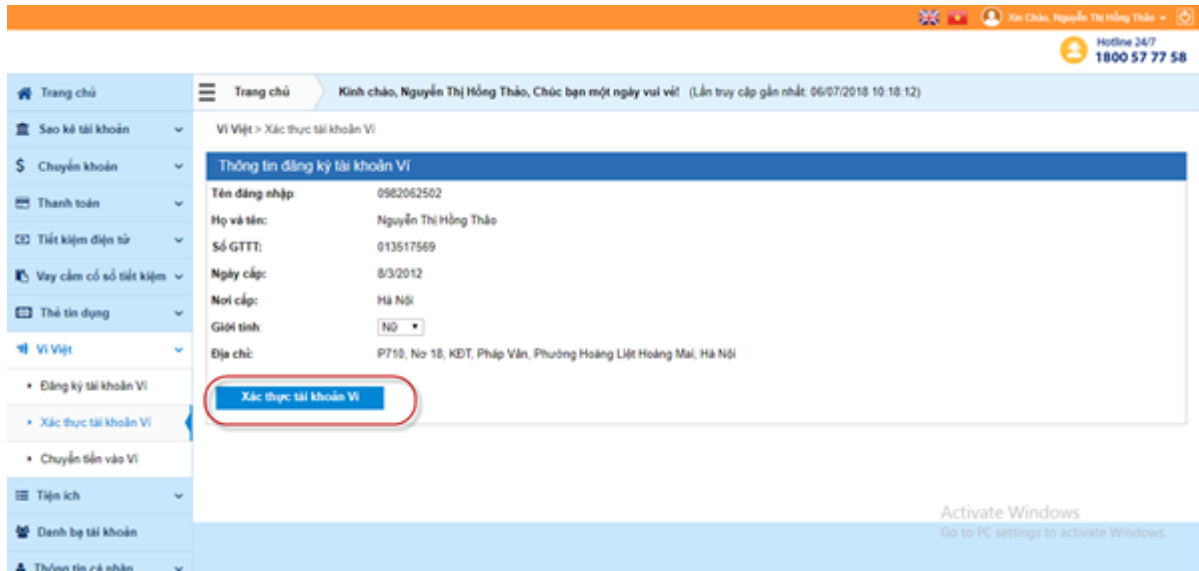 Xin Chào, Nguyễn Thị Hồng Thảo
Hotline 24/7
1800 57 77 58
Trang chủ
Sao kê tài khoản
Chuyển khoản
Thanh toán
Tiết kiệm điện tử
Vay cầm cố sổ tiết kiệm
Thẻ tín dụng
Ví Việt
Đăng ký tài khoản Ví
Xác thực tài khoản Ví
Chuyển tiền vào Ví
Tiện ích
Danh bạ tài khoản
Thông tin cá nhân
Trang chủ
Kính chào, Nguyễn Thị Hồng Thảo, Chúc bạn một ngày vui vẻ! (Lần truy cập gần nhất: 06/07/2018 10:18:12)
Ví Việt > Xác thực tài khoản Ví
Thông tin đăng ký tài khoản Ví
Tên đăng nhập: 0982062502
Họ và tên: Nguyễn Thị Hồng Thảo
Số GTTT: 013517569
Ngày cấp: 8/3/2012
Nơi cấp: Hà Nội
Giới tính: Nữ
Địa chỉ: P710, Nơ 18, KĐT, Pháp Vân, Phường Hoàng Liệt Hoàng Mai, Hà Nội
Xác thực tài khoản Ví
Activate Windows
Go to PC settings to activate Windows.